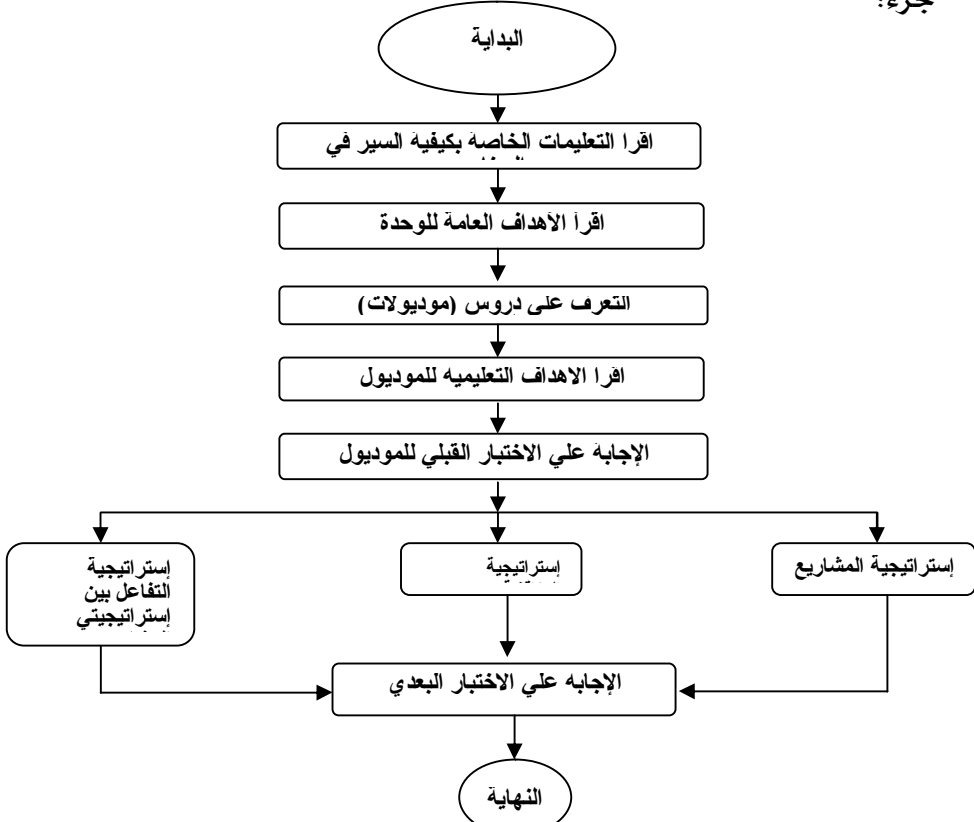 جزء:
البداية
اقرا التعليمات الخاصة بكيفية السير في
اقرأ الأهداف العامة للوحدة
التعرف على دروس (موديولات)
اقرا الاهداف التعليميه للموديول
الإجابة علي الاختبار القبلي للموديول
إستراتيجية المشاريع
إستراتيجية
إستراتيجية
التفاعل بين
إستراتيجيتي
الإجابه علي الاختبار البعدي
النهاية